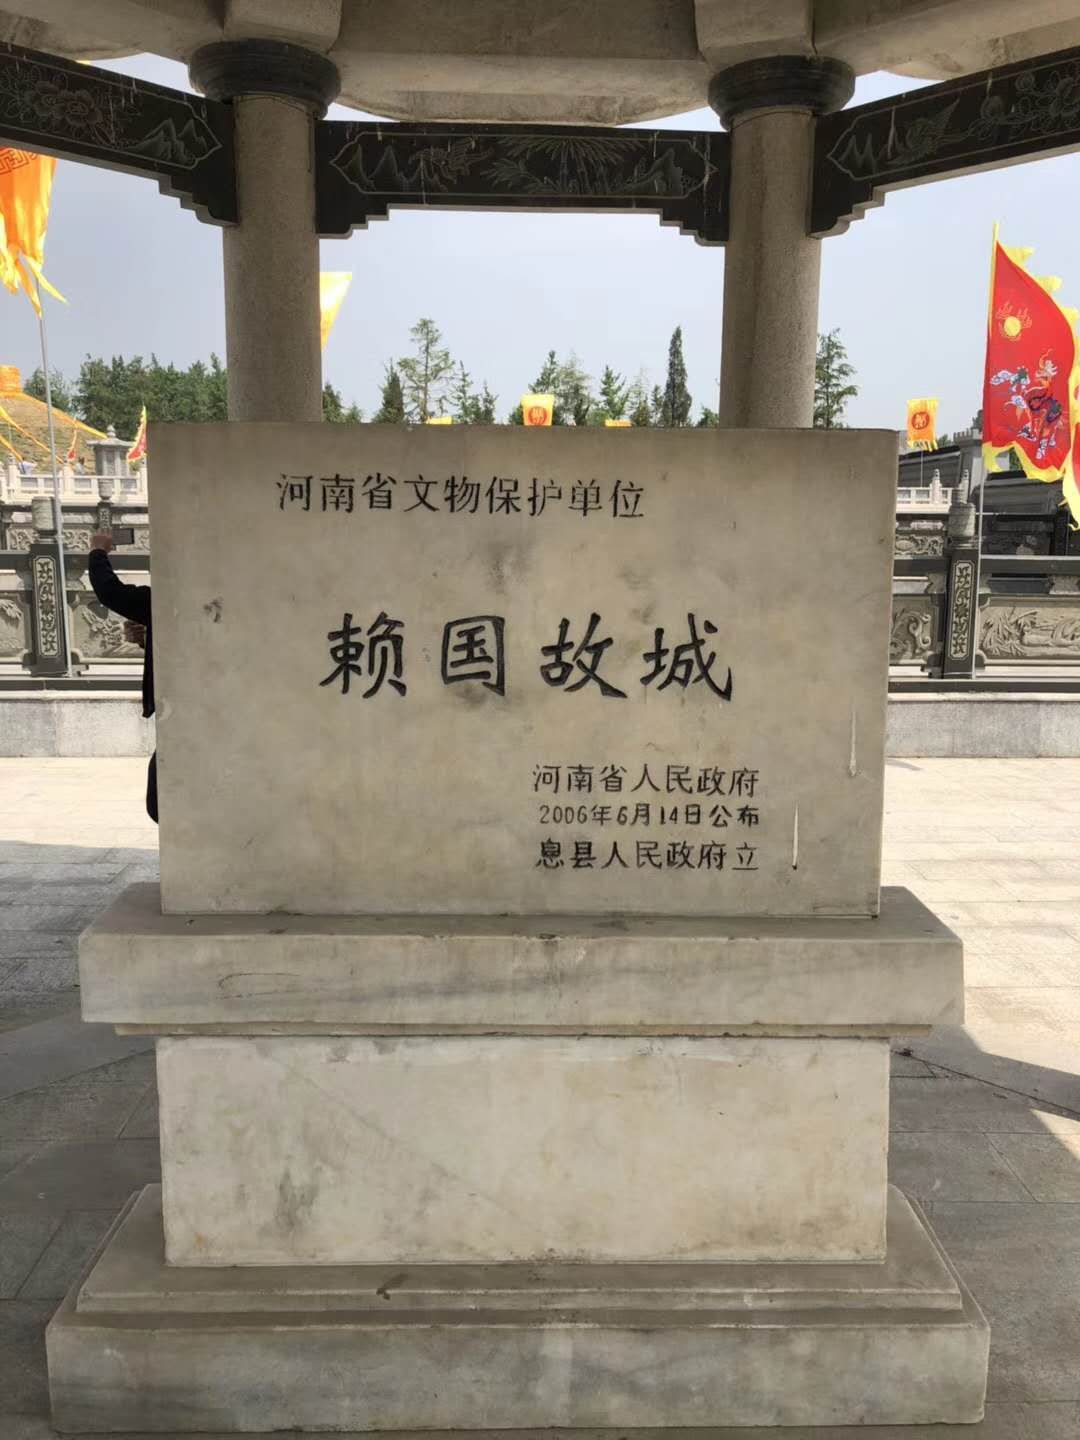 河南省文物保护单位
赖国故城
河南省人民政府
2006年6月14日公布
息县人民政府立